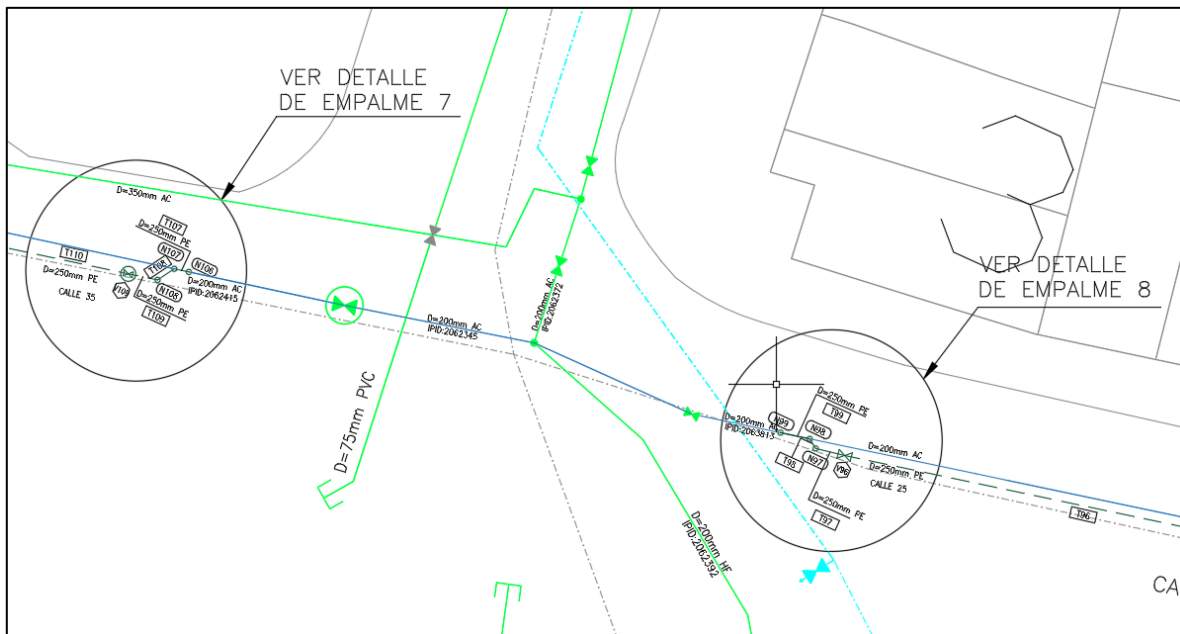 VER DETALLE
DE EMPALME 7
D=350mm AC
T107
D=250mm PE
N107
N106
T108
T110
D=250mm PE
CALLE 35
N108
D=200mm AC
IPID:2062415
D=250mm PE
T109
D=200mm AC
IPID:2062345
D=200mm AC
IPID:2062372
D=75mm PVC
VER DETALLE
DE EMPALME 8
D=250mm PE
T99
D=200mm AC
IPID:2063813
N99
N98
D=200mm AC
T98
N97
V96
D=250mm PE
CALLE 25
D=250mm PE
T97
T96
D=200mm HF
IPID:2062392
CA